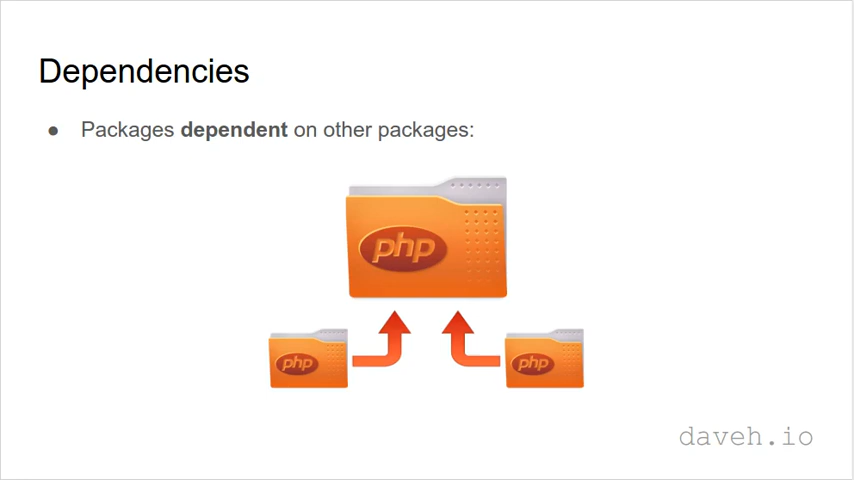 Dependencies
● Packages dependent on other packages:
php
php
php
daveh.io